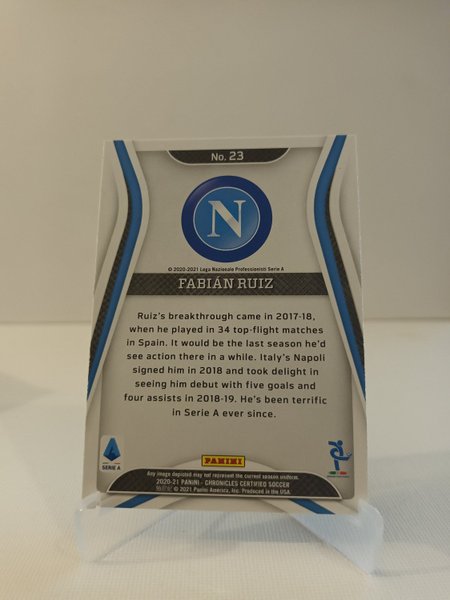 No. 23
N
© 2020-2021 Lega Nazionale Professionisti Serie A
FABIÁN RUIZ
Ruiz's breakthrough came in 2017-18,
when he played in 34 top-flight matches
in Spain. It would be the last season he'd
see action there in a while. Italy's Napoli
signed him in 2018 and took delight in
seeing him debut with five goals and
four assists in 2018-19. He's been terrific
in Serie A ever since.
SERIE A
PANINI
Any image depicted may not represent the current season uniform.
2020-21 PANINI - CHRONICLES CERTIFIED SOCCER
© 2021 Panini America, Inc. Produced in the USA.